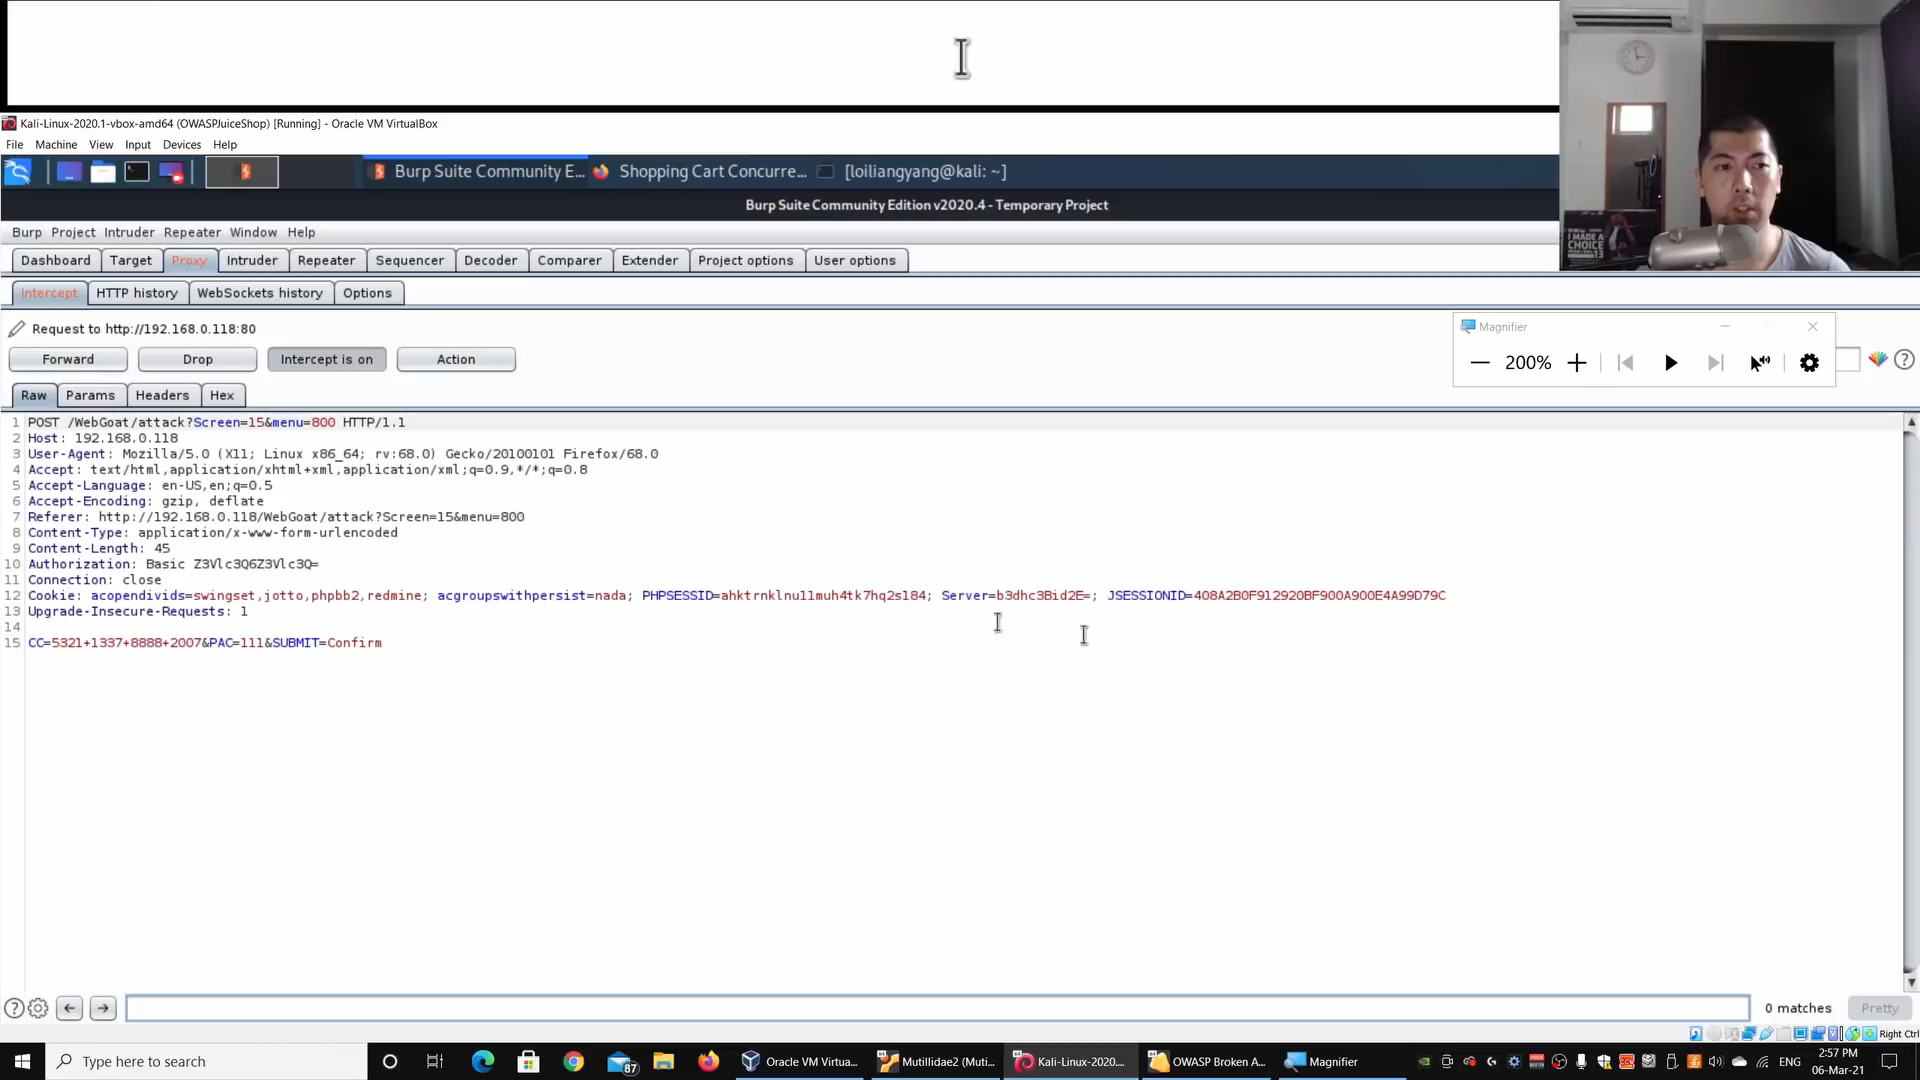 Kali-Linux-2020.1-vbox-amd64 (OWASPJuiceShop) [Running] - Oracle VM VirtualBox
File Machine View Input Devices Help
Burp Suite Community E... Shopping Cart Concurre... [loiliangyang@kali: ~]
Burp Suite Community Edition v2020.4 - Temporary Project
Burp Project Intruder Repeater Window Help
Dashboard Target Proxy Intruder Repeater Sequencer Decoder Comparer Extender Project options User options
Intercept HTTP history WebSockets history Options
Request to http://192.168.0.118:80
Forward Drop Intercept is on Action
Magnifier
200%
Raw Params Headers Hex
1 POST /WebGoat/attack?Screen=15&menu=800 HTTP/1.1
2 Host: 192.168.0.118
3 User-Agent: Mozilla/5.0 (X11; Linux x86_64; rv:68.0) Gecko/20100101 Firefox/68.0
4 Accept: text/html,application/xhtml+xml,application/xml;q=0.9,*/*;q=0.8
5 Accept-Language: en-US,en;q=0.5
6 Accept-Encoding: gzip, deflate
7 Referer: http://192.168.0.118/WebGoat/attack?Screen=15&menu=800
8 Content-Type: application/x-www-form-urlencoded
9 Content-Length: 45
10 Authorization: Basic Z3Vlc3Q6Z3Vlc3Q=
11 Connection: close
12 Cookie: acopendivids=swingset,jotto,phpbb2,redmine; acgroupswithpersist=nada; PHPSESSID=ahktrnklnu11muh4tk7hq2s184; Server=b3dhc3Bid2E=; JSESSIONID=408A2B0F912920BF900A900E4A99D79C
13 Upgrade-Insecure-Requests: 1
14
15 CC=5321+1337+8888+2007&PAC=111&SUBMIT=Confirm
I MADE A
CHOICE
0 matches Pretty
Right Ctrl
Type here to search
87
Oracle VM Virtua...
Mutillidae2 (Muti...
Kali-Linux-2020....
OWASP Broken A...
Magnifier
ENG
2:57 PM
06-Mar-21